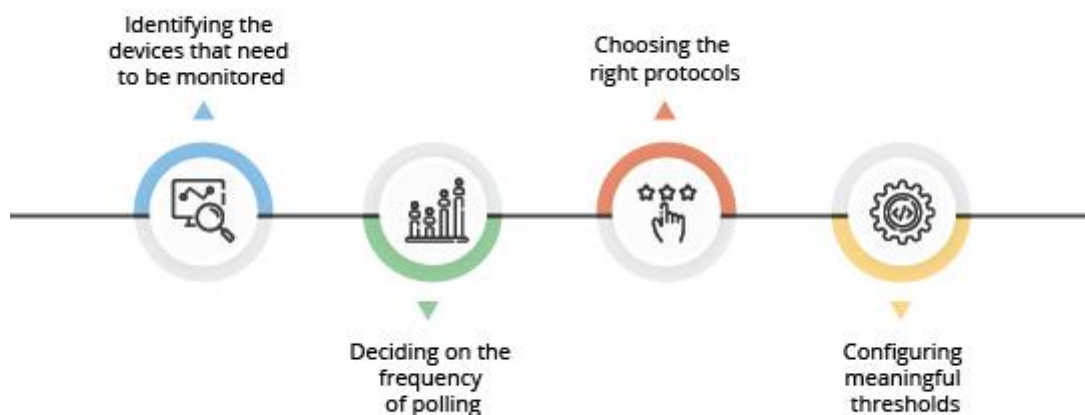 Identifying the
devices that need
to be monitored
Deciding on the
frequency
of polling
Choosing the
right protocols
Configuring
meaningful
thresholds